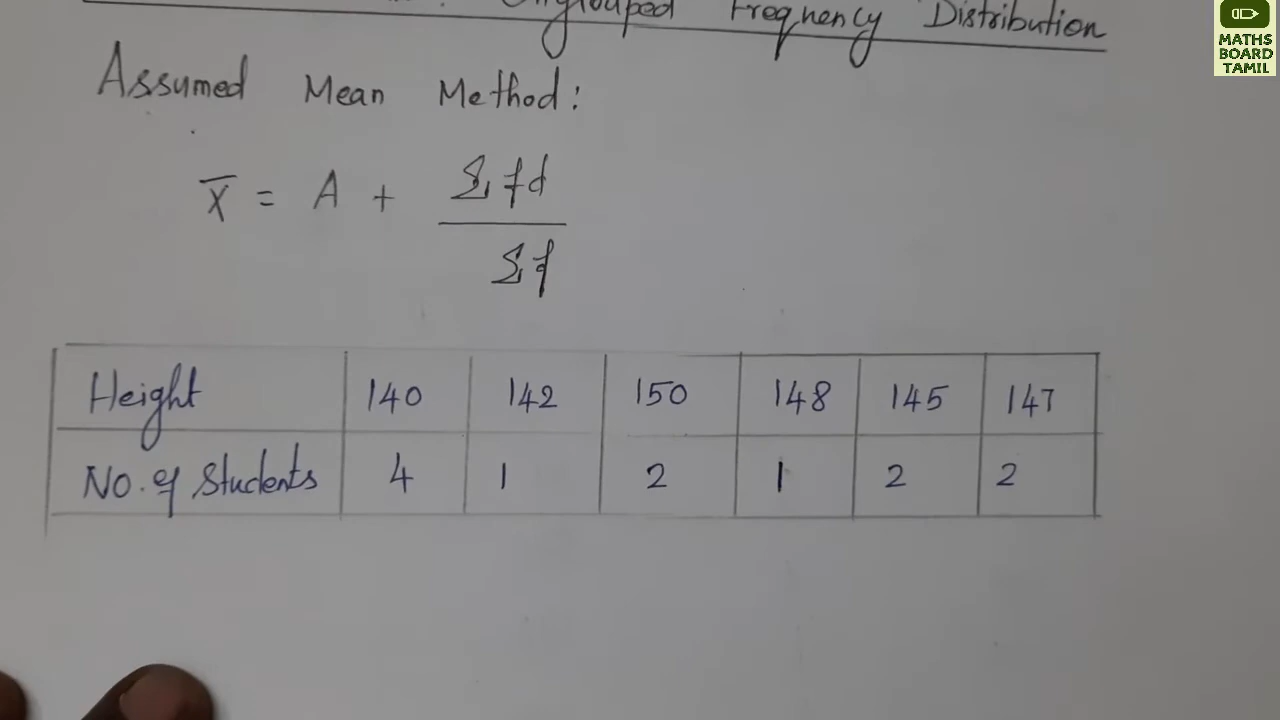 Ungrouped Frequency Distribution
MATHS
BOARD
TAMIL
Assumed Mean Method:
X̄ = A + Σfd
Σf
Height 140 142 150 148 145 147
No. of Students 4 1 2 1 2 2